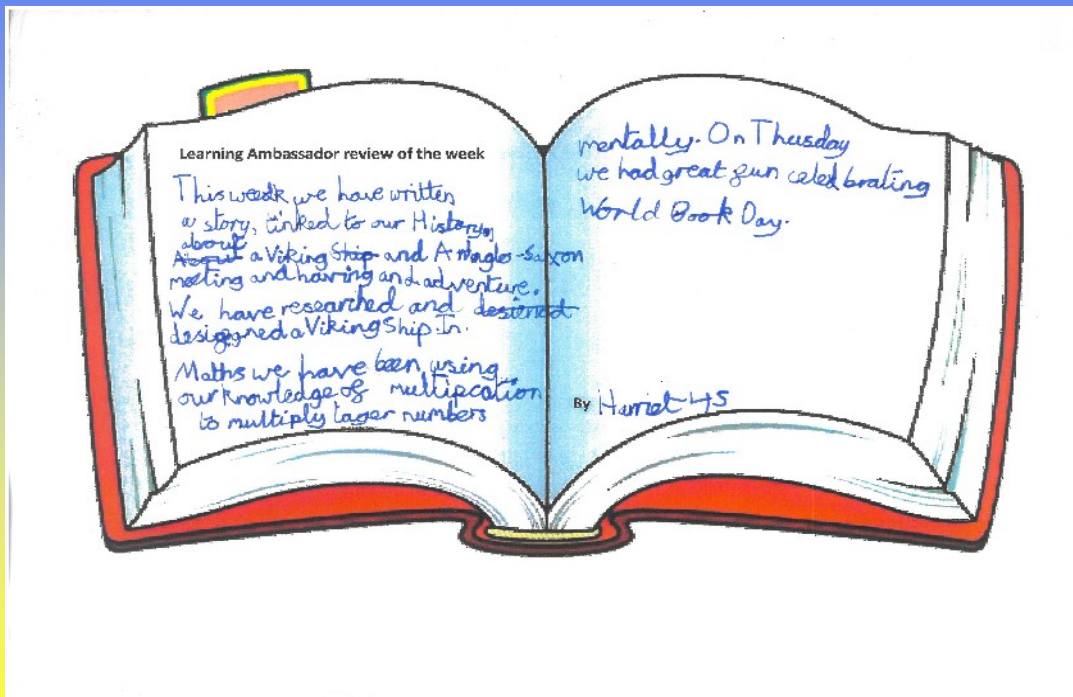 Learning Ambassador review of the week
This week we have written
a story, linked to our History,
about
About a Viking Ship and Anglo-Saxon
meeting and having and adventure.
We have researched and desiened
designed a Viking Ship. In
Maths we have been using
our knowledge of multipcation
to multiply lager numbers
mentally. On Thusday
we had great fun celebrating
World Book Day.
By Harriet 4S